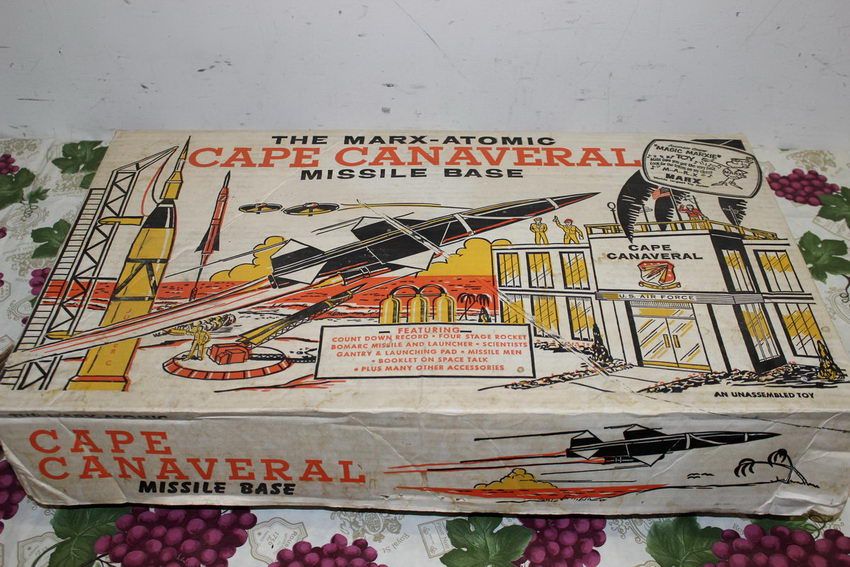 THE MARX-ATOMIC
CAPE CANAVERAL
MISSILE BASE
"MAGIC MARXIE"
TOY
MARX
CAPE
CANAVERAL
U.S. AIR FORCE
FEATURING
COUNT DOWN RECORD • FOUR STAGE ROCKET
BOMARC MISSILE AND LAUNCHER • SCIENTISTS
GANTRY & LAUNCHING PAD • MISSILE MEN
• BOOKLET ON SPACE TALK
• PLUS MANY OTHER ACCESSORIES
AN UNASSEMBLED TOY
CAPE
CANAVERAL
MISSILE BASE